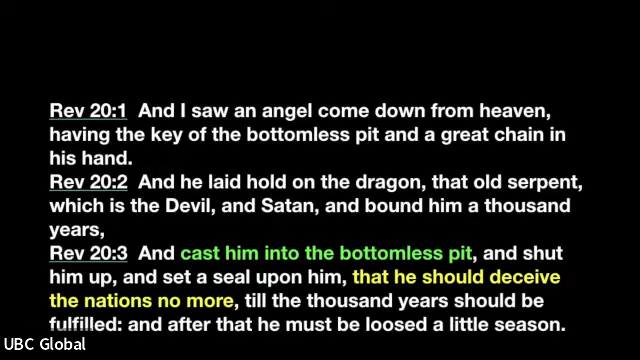 Rev 20:1  And I saw an angel come down from heaven,
having the key of the bottomless pit and a great chain in
his hand.
Rev 20:2  And he laid hold on the dragon, that old serpent,
which is the Devil, and Satan, and bound him a thousand
years,
Rev 20:3  And cast him into the bottomless pit, and shut
him up, and set a seal upon him, that he should deceive
the nations no more, till the thousand years should be
fulfilled: and after that he must be loosed a little season.
UBC Global